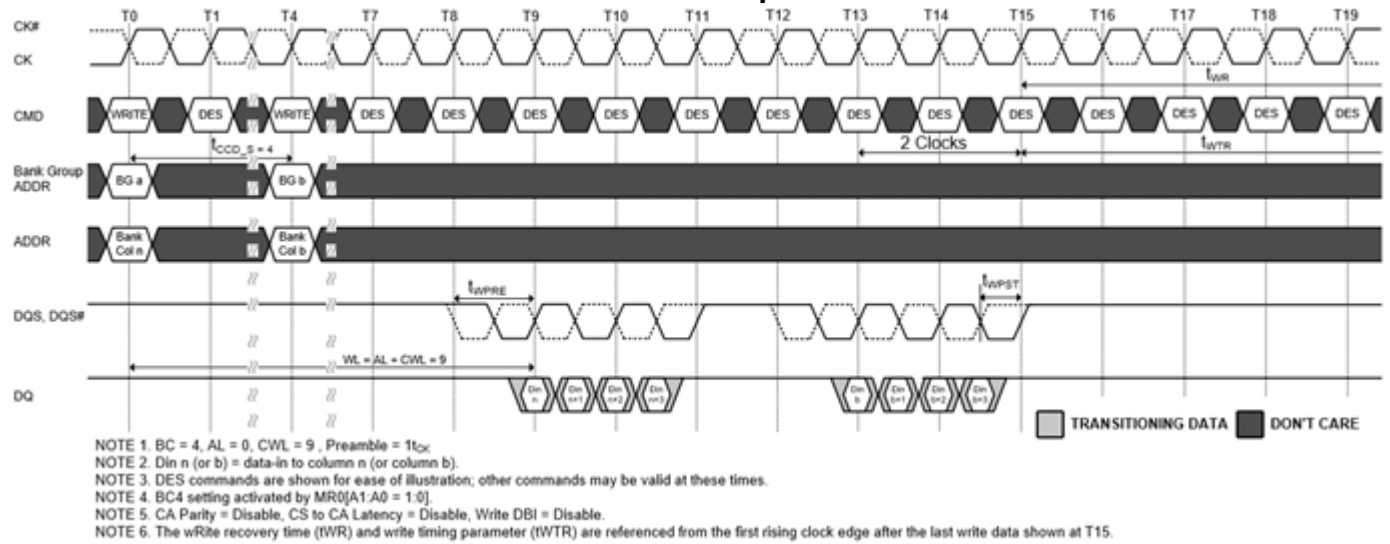 T0 T1 T4 T7 T8 T9 T10 T11 T12 T13 T14 T15 T16 T17 T18 T19
CK#
CK
tWR
CMD WRITE DES WRITE DES DES DES DES DES DES DES DES DES DES DES DES DES
tCCD_S = 4
2 Clocks
tWTR
Bank Group
ADDR
BG a BG b
ADDR
Bank Bank
Col n Col b
tWPRE tWPST
DQS, DQS#
WL = AL + CWL = 9
DQ
Din Din Din Din Din Din Din Din
n n+1 n+2 n+3 b b+1 b+2 b+3
TRANSITIONING DATA DON'T CARE
NOTE 1. BC = 4, AL = 0, CWL = 9 , Preamble = 1tCK
NOTE 2. Din n (or b) = data-in to column n (or column b).
NOTE 3. DES commands are shown for ease of illustration; other commands may be valid at these times.
NOTE 4. BC4 setting activated by MR0[A1:A0 = 1:0].
NOTE 5. CA Parity = Disable, CS to CA Latency = Disable, Write DBI = Disable.
NOTE 6. The wRite recovery time (tWR) and write timing parameter (tWTR) are referenced from the first rising clock edge after the last write data shown at T15.